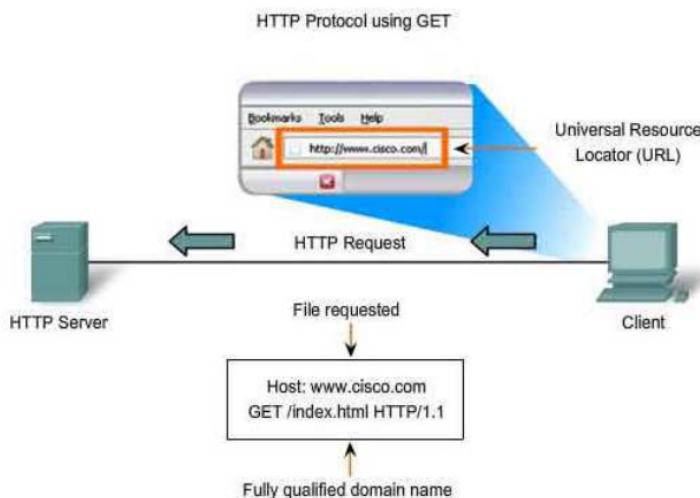 HTTP Protocol using GET
Bookmarks Tools Help
http://www.cisco.com/
Universal Resource
Locator (URL)
HTTP Request
HTTP Server
Client
File requested
Host: www.cisco.com
GET /index.html HTTP/1.1
Fully qualified domain name